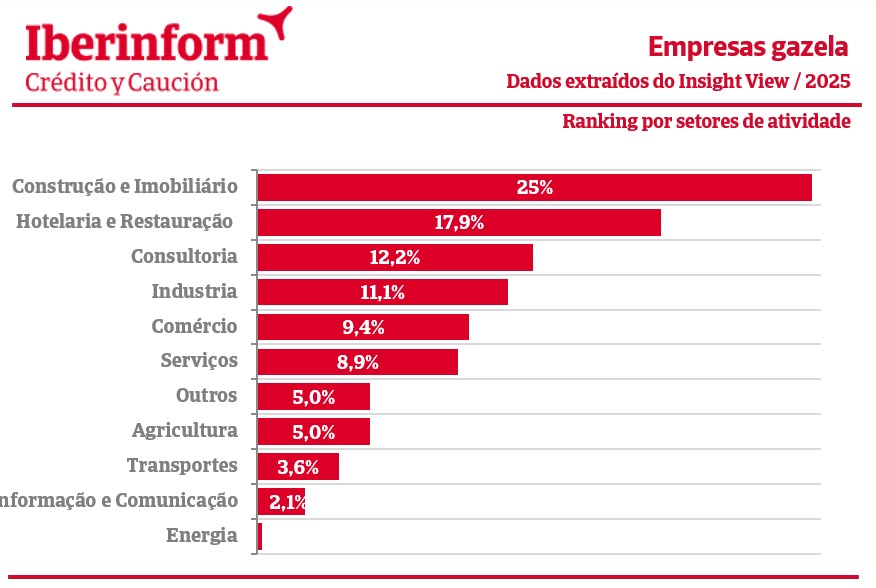 Iberinform
Crédito y Caución
Empresas gazela
Dados extraídos do Insight View / 2025
Ranking por setores de atividade
Construção e Imobiliário 25%
Hotelaria e Restauração 17,9%
Consultoria 12,2%
Industria 11,1%
Comércio 9,4%
Serviços 8,9%
Outros 5,0%
Agricultura 5,0%
Transportes 3,6%
nformação e Comunicação 2,1%
Energia